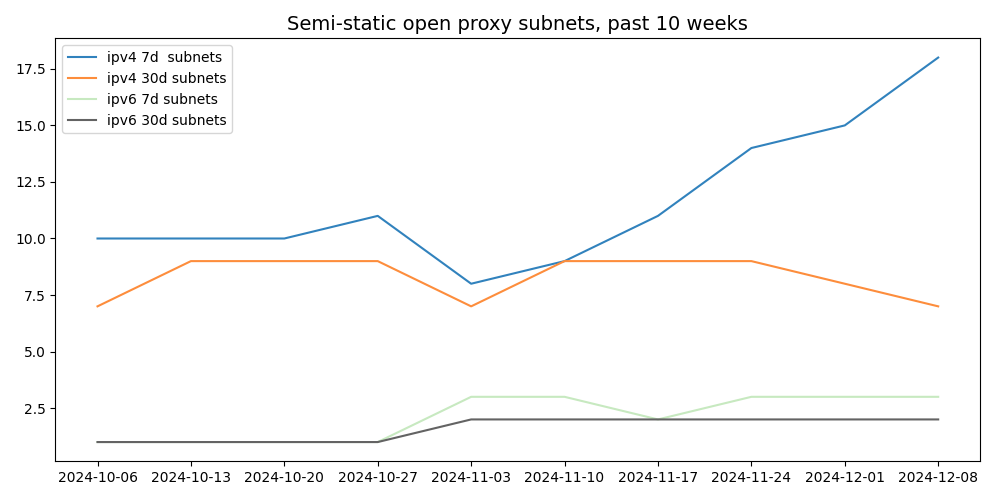 Semi-static open proxy subnets, past 10 weeks
ipv4 7d  subnets
ipv4 30d subnets
ipv6 7d subnets
ipv6 30d subnets
17.5
15.0
12.5
10.0
7.5
5.0
2.5
2024-10-06 2024-10-13 2024-10-20 2024-10-27 2024-11-03 2024-11-10 2024-11-17 2024-11-24 2024-12-01 2024-12-08